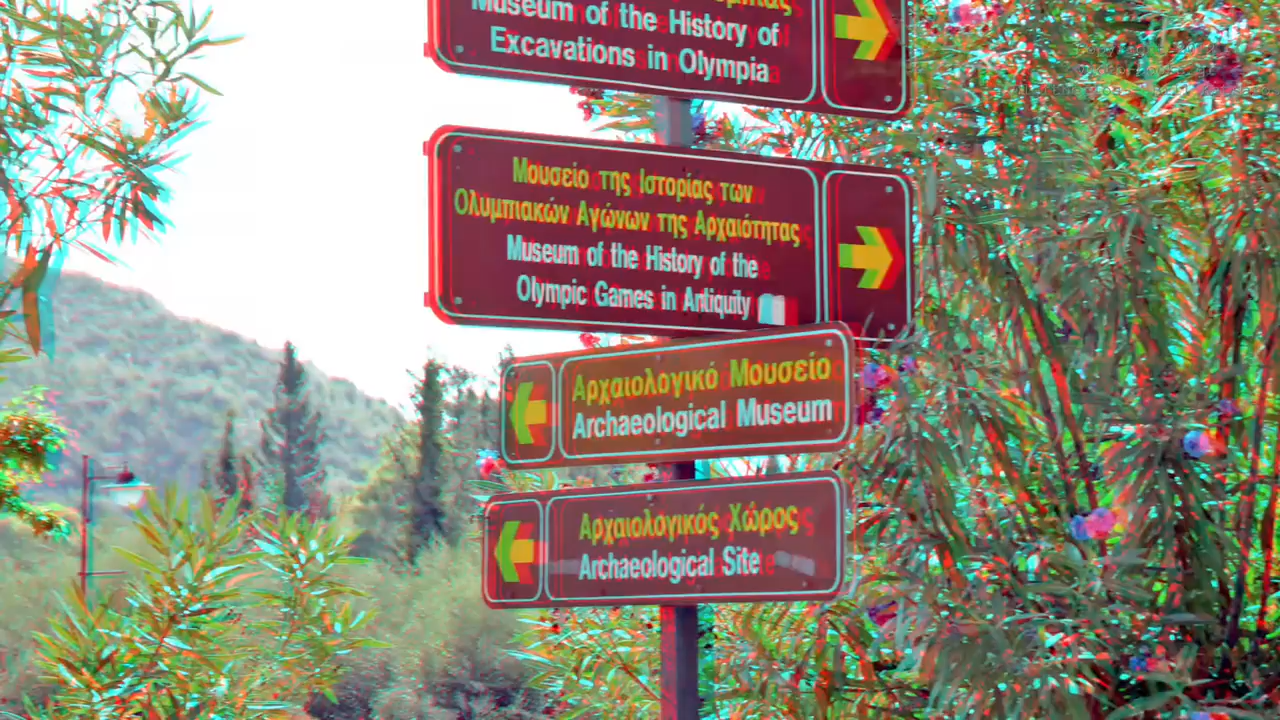 Museum of the History of
Excavations in Olympia
Μουσείο της Ιστορίας των
Ολυμπιακών Αγώνων της Αρχαιότητας
Museum of the History of the
Olympic Games in Antiquity
Αρχαιολογικό Μουσείο
Archaeological Museum
Αρχαιολογικός Χώρος
Archaeological Site